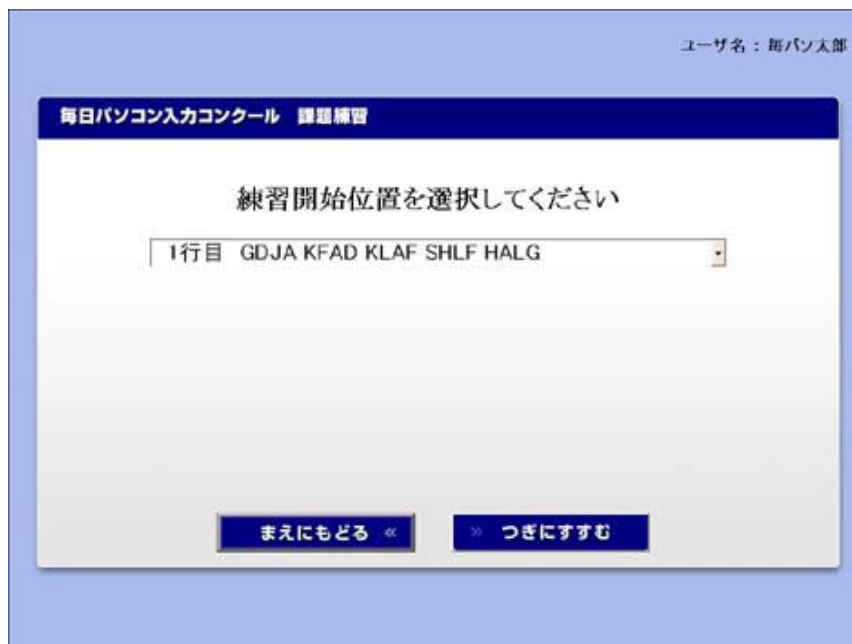 ユーザ名：毎パソ太郎
毎日パソコン入力コンクール　課題練習
練習開始位置を選択してください
1行目 GDJA KFAD KLAF SHLF HALG
まえにもどる «
» つぎにすすむ